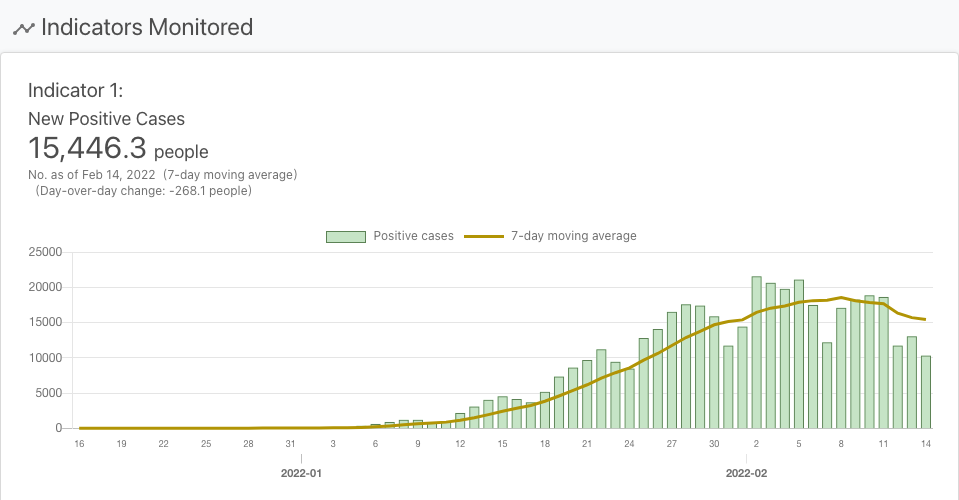 Indicators Monitored
Indicator 1:
New Positive Cases
15,446.3 people
No. as of Feb 14, 2022 (7-day moving average)
(Day-over-day change: -268.1 people)
Positive cases 7-day moving average
25000
20000
15000
10000
5000
0
16 19 22 25 28 31 3 6 9 12 15 18 21 24 27 30 2 5 8 11 14
2022-01 2022-02